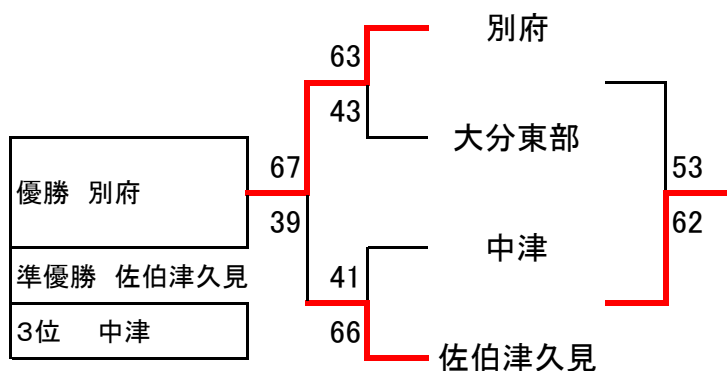 別府
63
43
大分東部
67
53
優勝 別府
39
62
中津
準優勝 佐伯津久見
41
3位 中津
66
佐伯津久見